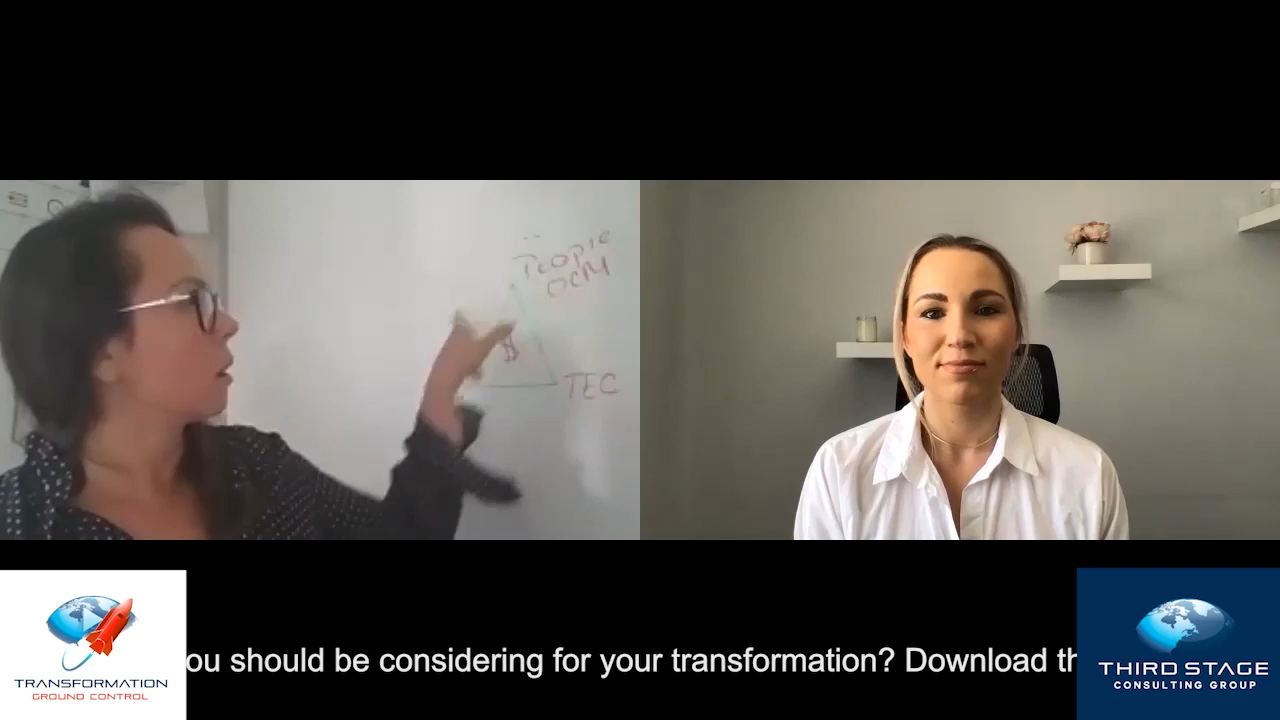 People
OCM
TEC
ou should be considering for your transformation? Download th
TRANSFORMATION
GROUND CONTROL
THIRD STAGE
CONSULTING GROUP